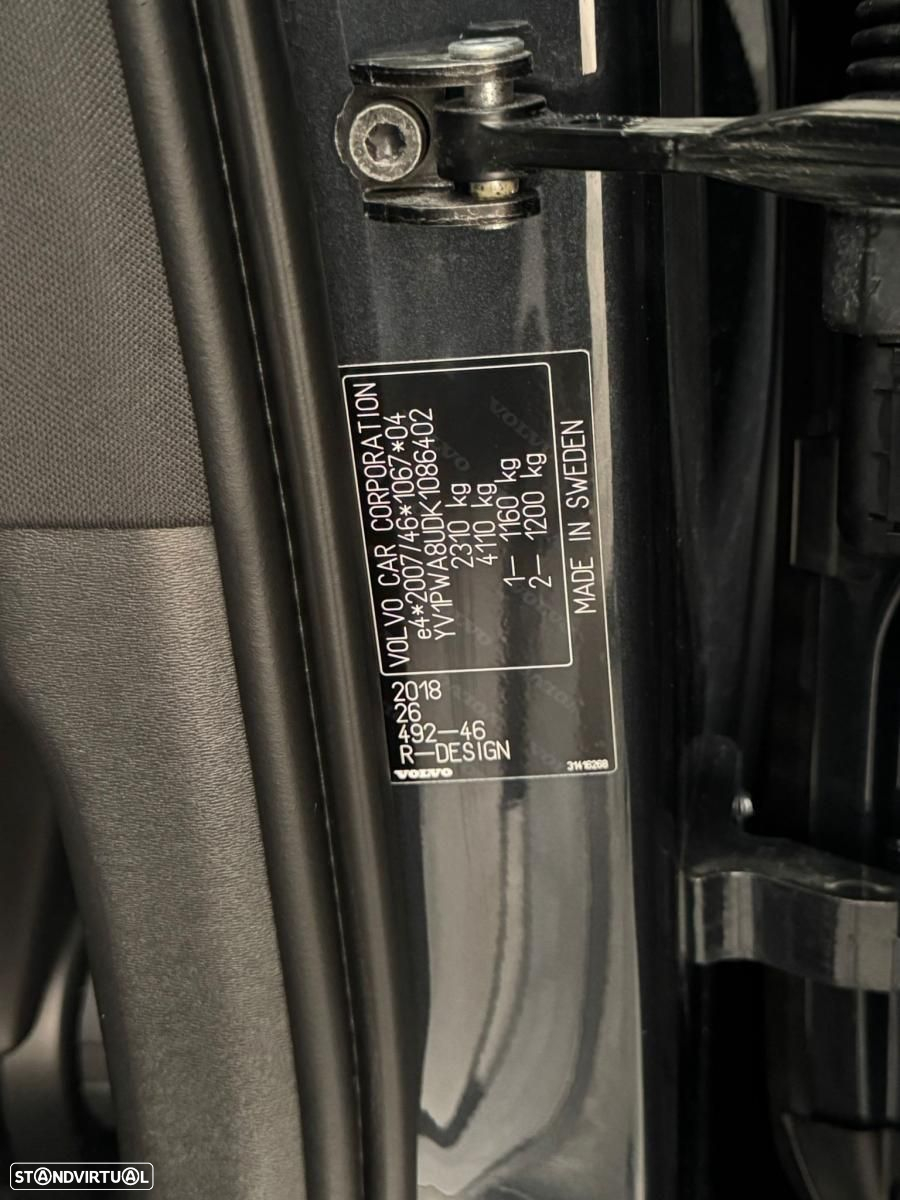 VOLVO CAR CORPORATION
e4*2007/46*1067*04
YV1PWA8UDK1086402
2310 kg
4110 kg
1— 1160 kg
2— 1200 kg
MADE IN SWEDEN
2018
26
492—46
R—DESIGN
VOLVO
31416268
STANDVIRTUAL